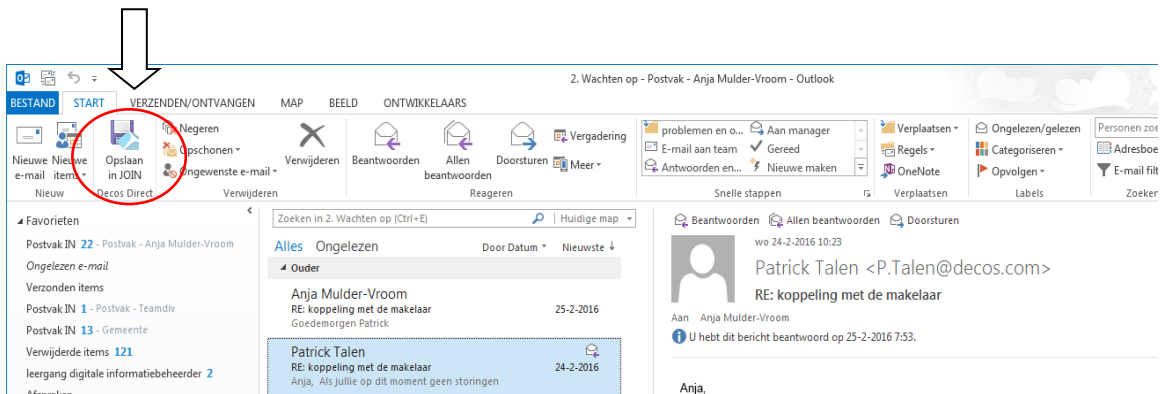 2. Wachten op - Postvak - Anja Mulder-Vroom - Outlook
BESTAND START VERZENDEN/ONTVANGEN MAP BEELD ONTWIKKELAARS
Nieuwe e-mail
Nieuwe items
Nieuw
Opslaan in JOIN
Decos Direct
Negeren
Opschonen
Ongewenste e-mail
Verwijderen
Verwijderen
Beantwoorden
Allen beantwoorden
Doorsturen
Vergadering
Meer
Reageren
problemen en o...
E-mail aan team
Antwoorden en...
Aan manager
Gereed
Nieuwe maken
Snelle stappen
Verplaatsen
Regels
OneNote
Verplaatsen
Ongelezen/gelezen
Categoriseren
Opvolgen
Labels
Personen zoe
Adresboe
E-mail filt
Zoeken
Favorieten
Postvak IN 22 - Postvak - Anja Mulder-Vroom
Ongelezen e-mail
Verzonden items
Postvak IN 1 - Postvak - Teamdiv
Postvak IN 13 - Gemeente
Verwijderde items 121
leergang digitale informatiebeheerder 2
Zoeken in 2. Wachten op (Ctrl+E) Huidige map
Alles Ongelezen Door Datum Nieuwste
Ouder
Anja Mulder-Vroom
RE: koppeling met de makelaar 25-2-2016
Goedemorgen Patrick
Patrick Talen
RE: koppeling met de makelaar 24-2-2016
Anja, Als jullie op dit moment geen storingen
Beantwoorden Allen beantwoorden Doorsturen
wo 24-2-2016 10:23
Patrick Talen <P.Talen@decos.com>
RE: koppeling met de makelaar
Aan Anja Mulder-Vroom
U hebt dit bericht beantwoord op 25-2-2016 7:53.
Anja,